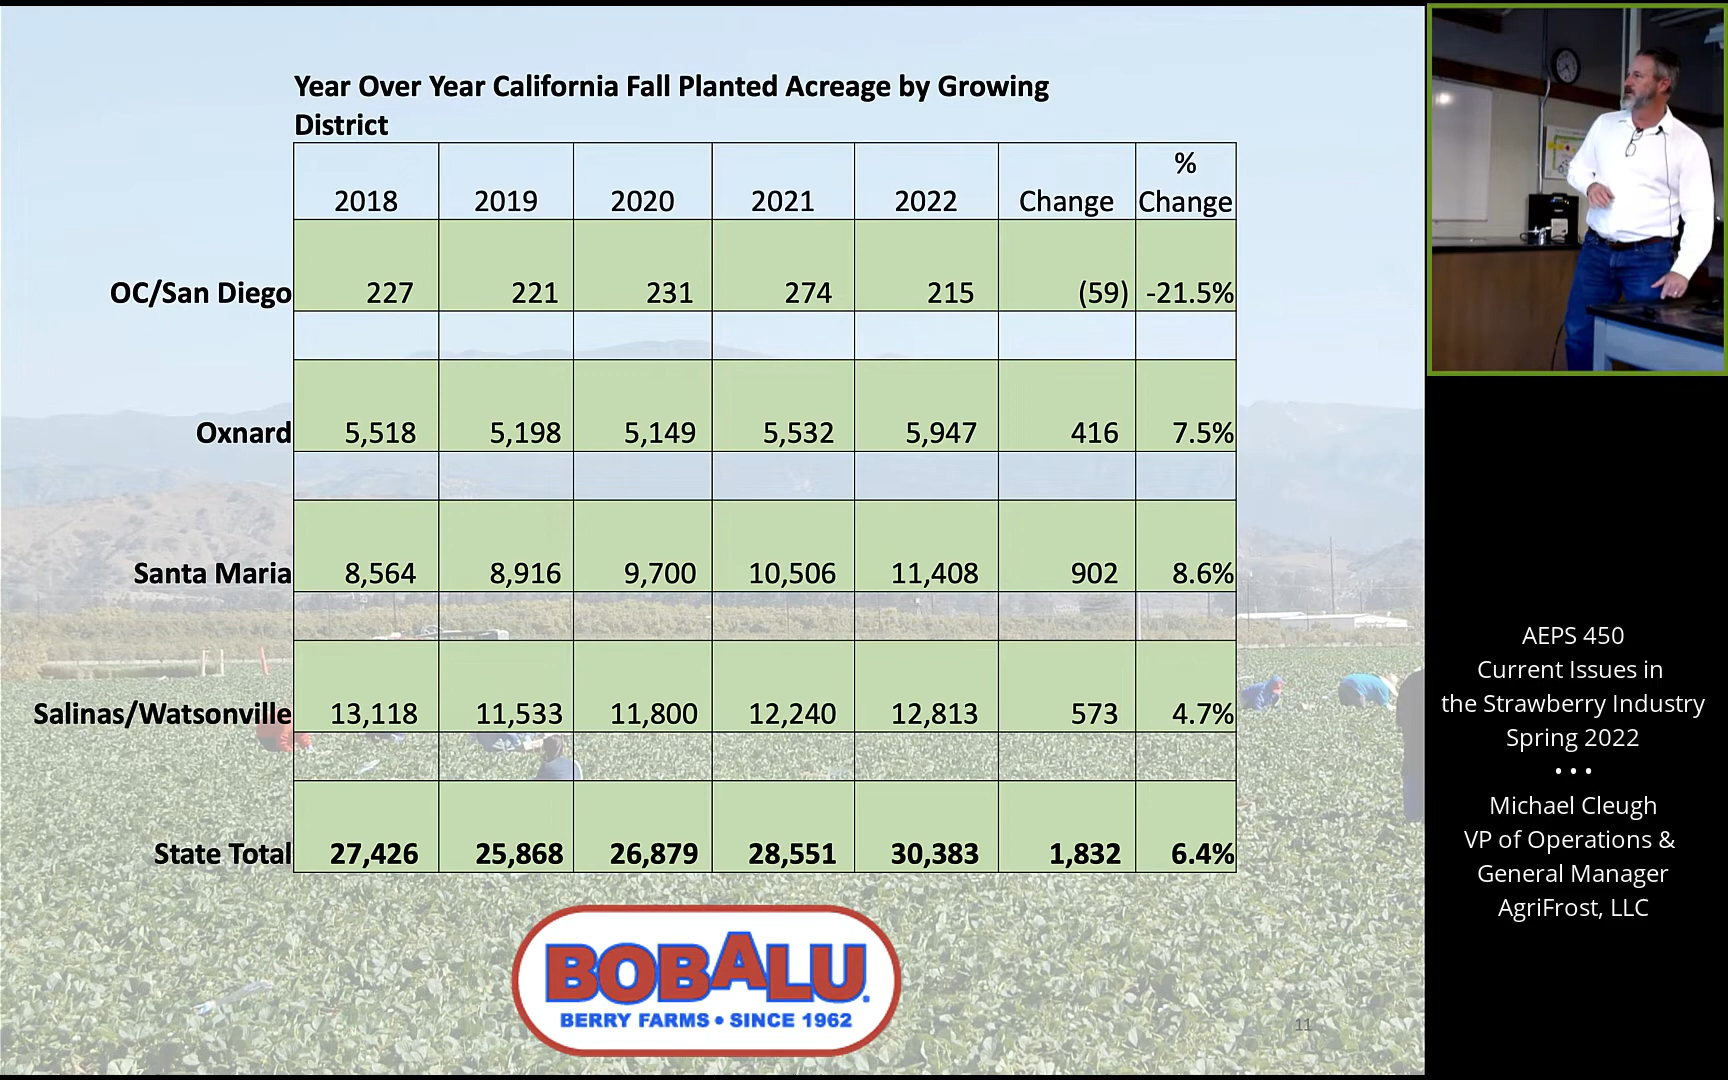 Year Over Year California Fall Planted Acreage by Growing
District
2018 2019 2020 2021 2022 Change % Change
OC/San Diego 227 221 231 274 215 (59) -21.5%
Oxnard 5,518 5,198 5,149 5,532 5,947 416 7.5%
Santa Maria 8,564 8,916 9,700 10,506 11,408 902 8.6%
Salinas/Watsonville 13,118 11,533 11,800 12,240 12,813 573 4.7%
State Total 27,426 25,868 26,879 28,551 30,383 1,832 6.4%
BOBALU.
BERRY FARMS • SINCE 1962
11
AEPS 450
Current Issues in
the Strawberry Industry
Spring 2022
• • •
Michael Cleugh
VP of Operations &
General Manager
AgriFrost, LLC